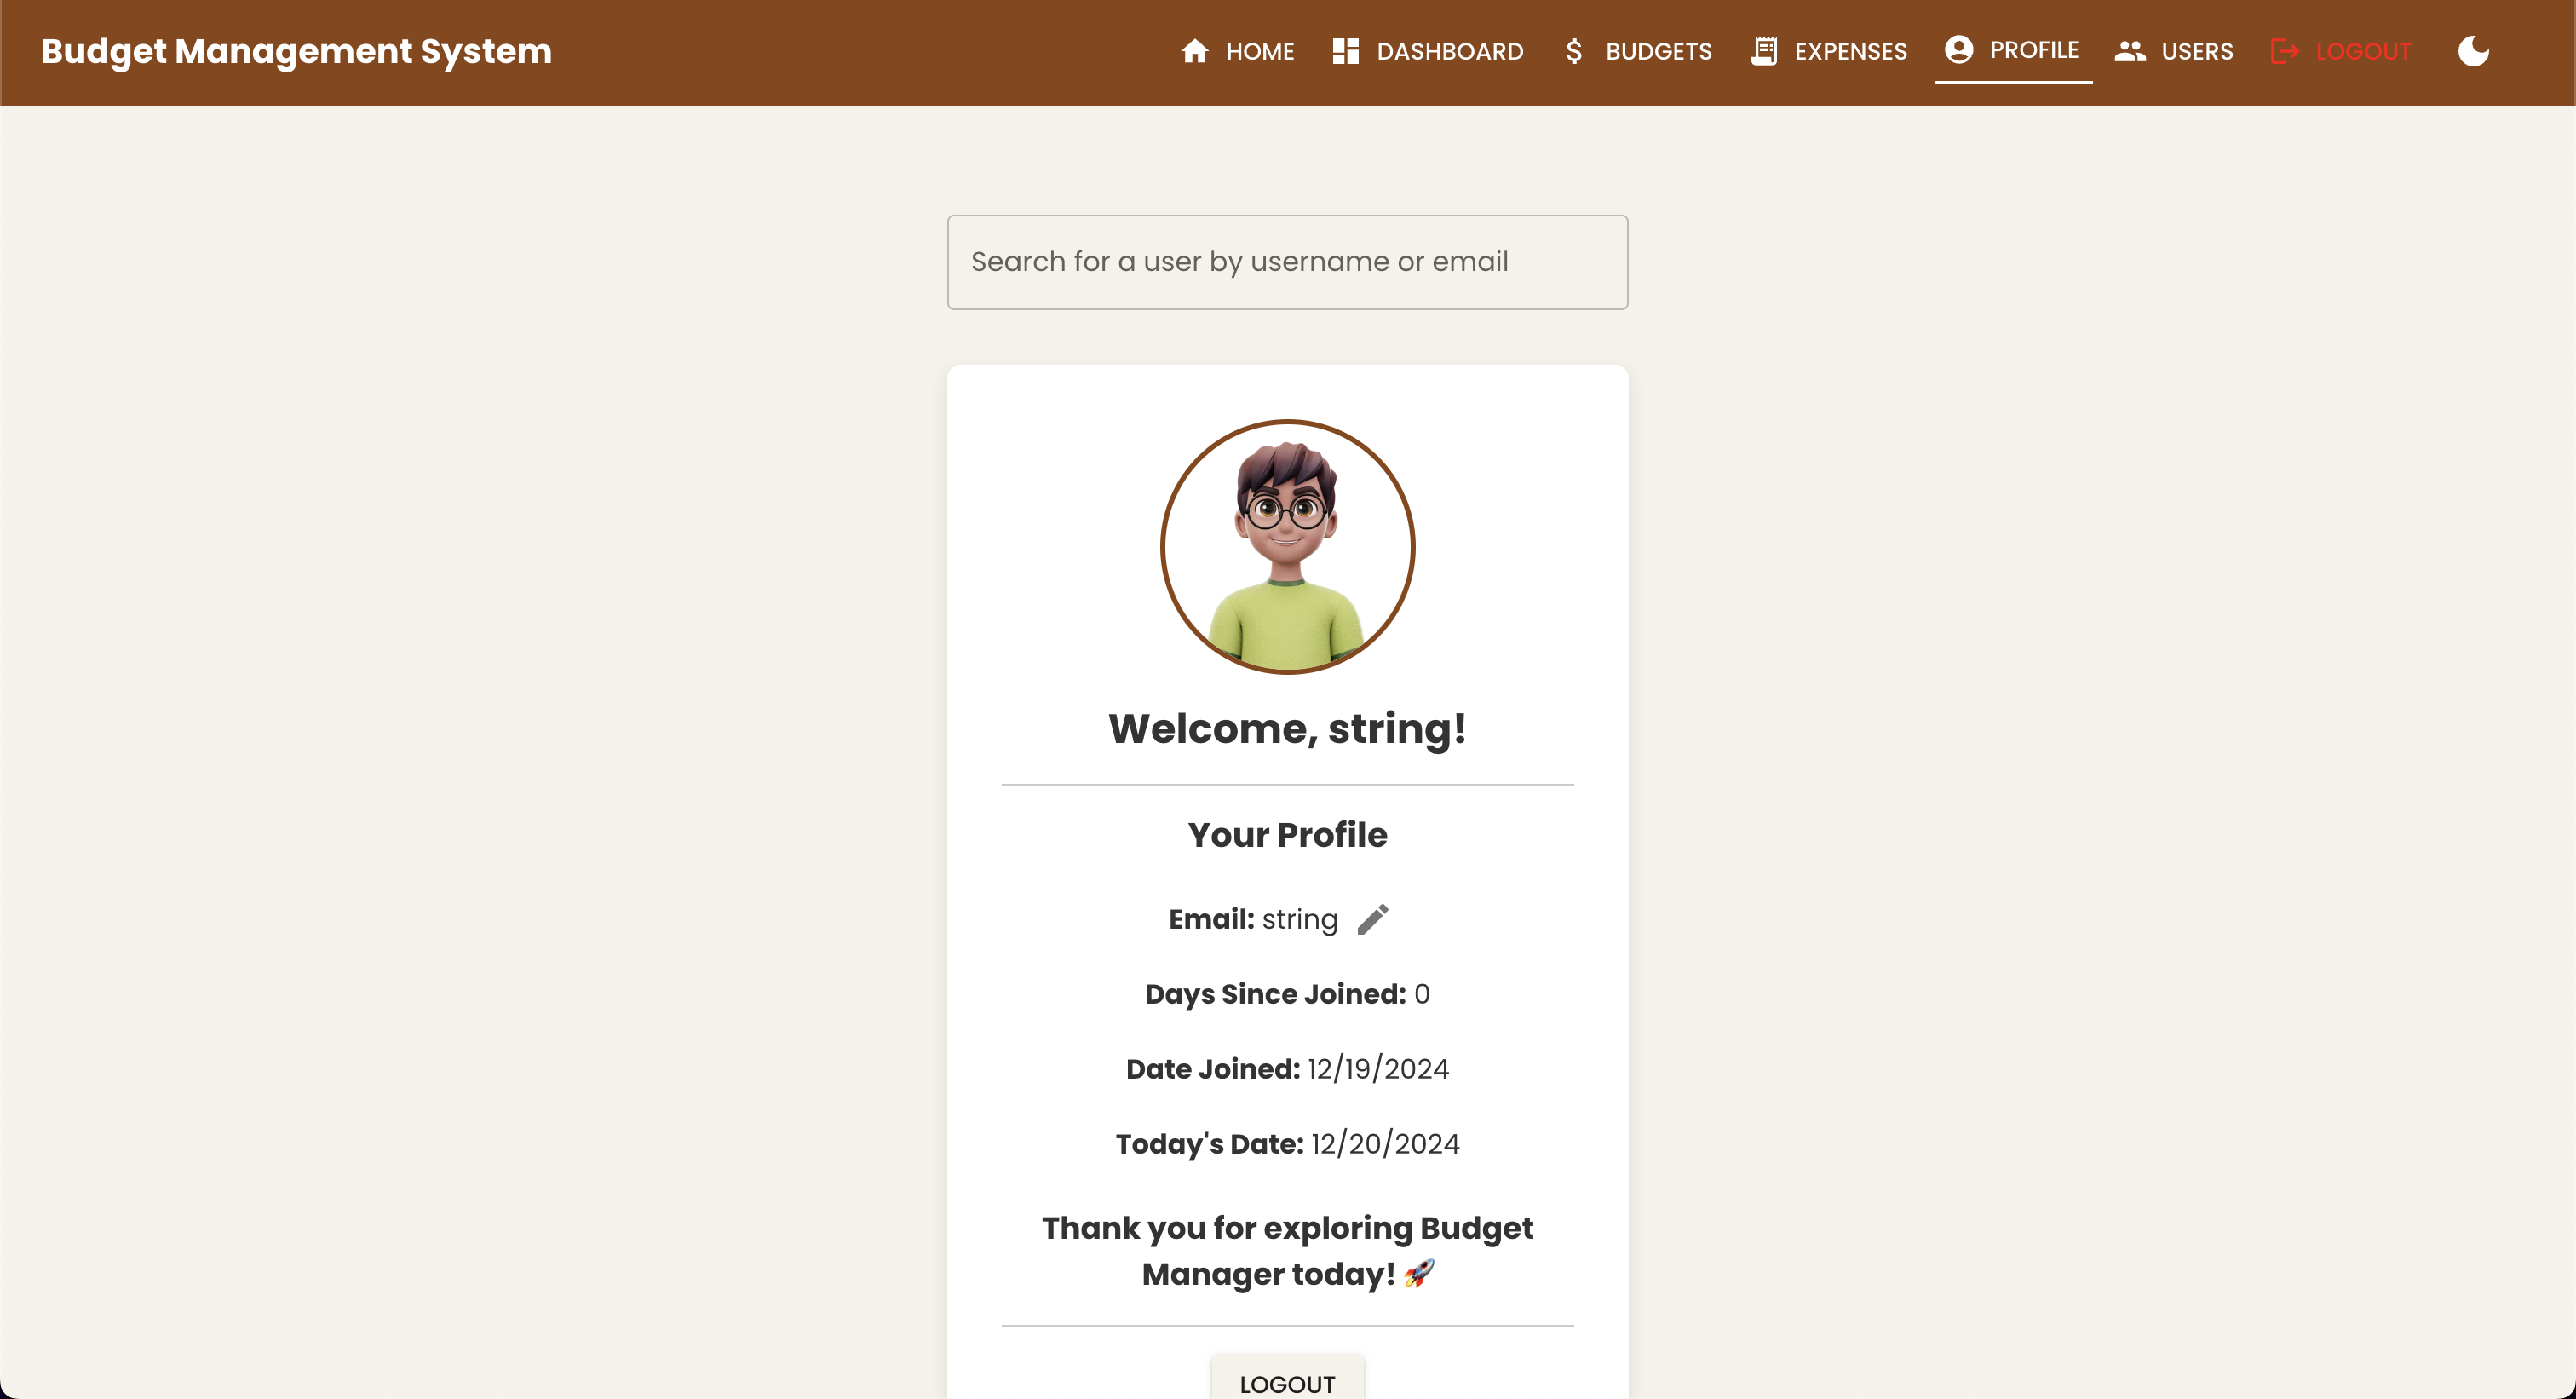 Budget Management System
HOME DASHBOARD BUDGETS EXPENSES PROFILE USERS LOGOUT
Search for a user by username or email
Welcome, string!
Your Profile
Email: string
Days Since Joined: 0
Date Joined: 12/19/2024
Today's Date: 12/20/2024
Thank you for exploring Budget
Manager today! 🚀
LOGOUT